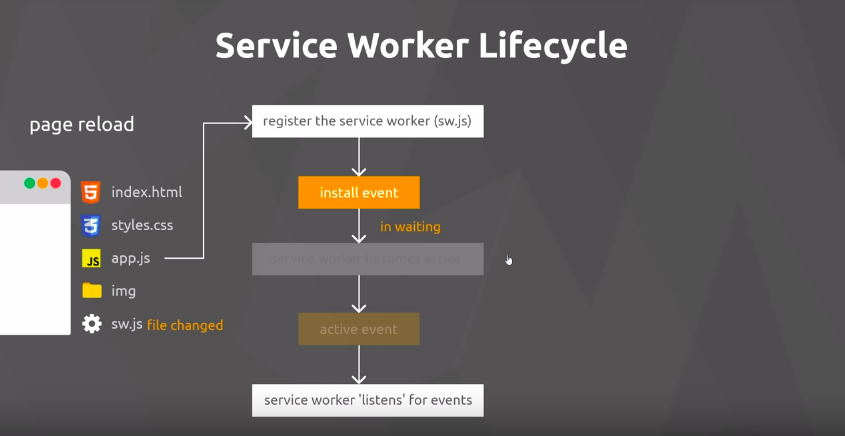 Service Worker Lifecycle
page reload
register the service worker (sw.js)
install event
in waiting
service worker becomes active
active event
service worker 'listens' for events
index.html
styles.css
app.js
img
sw.js file changed
5
3
JS